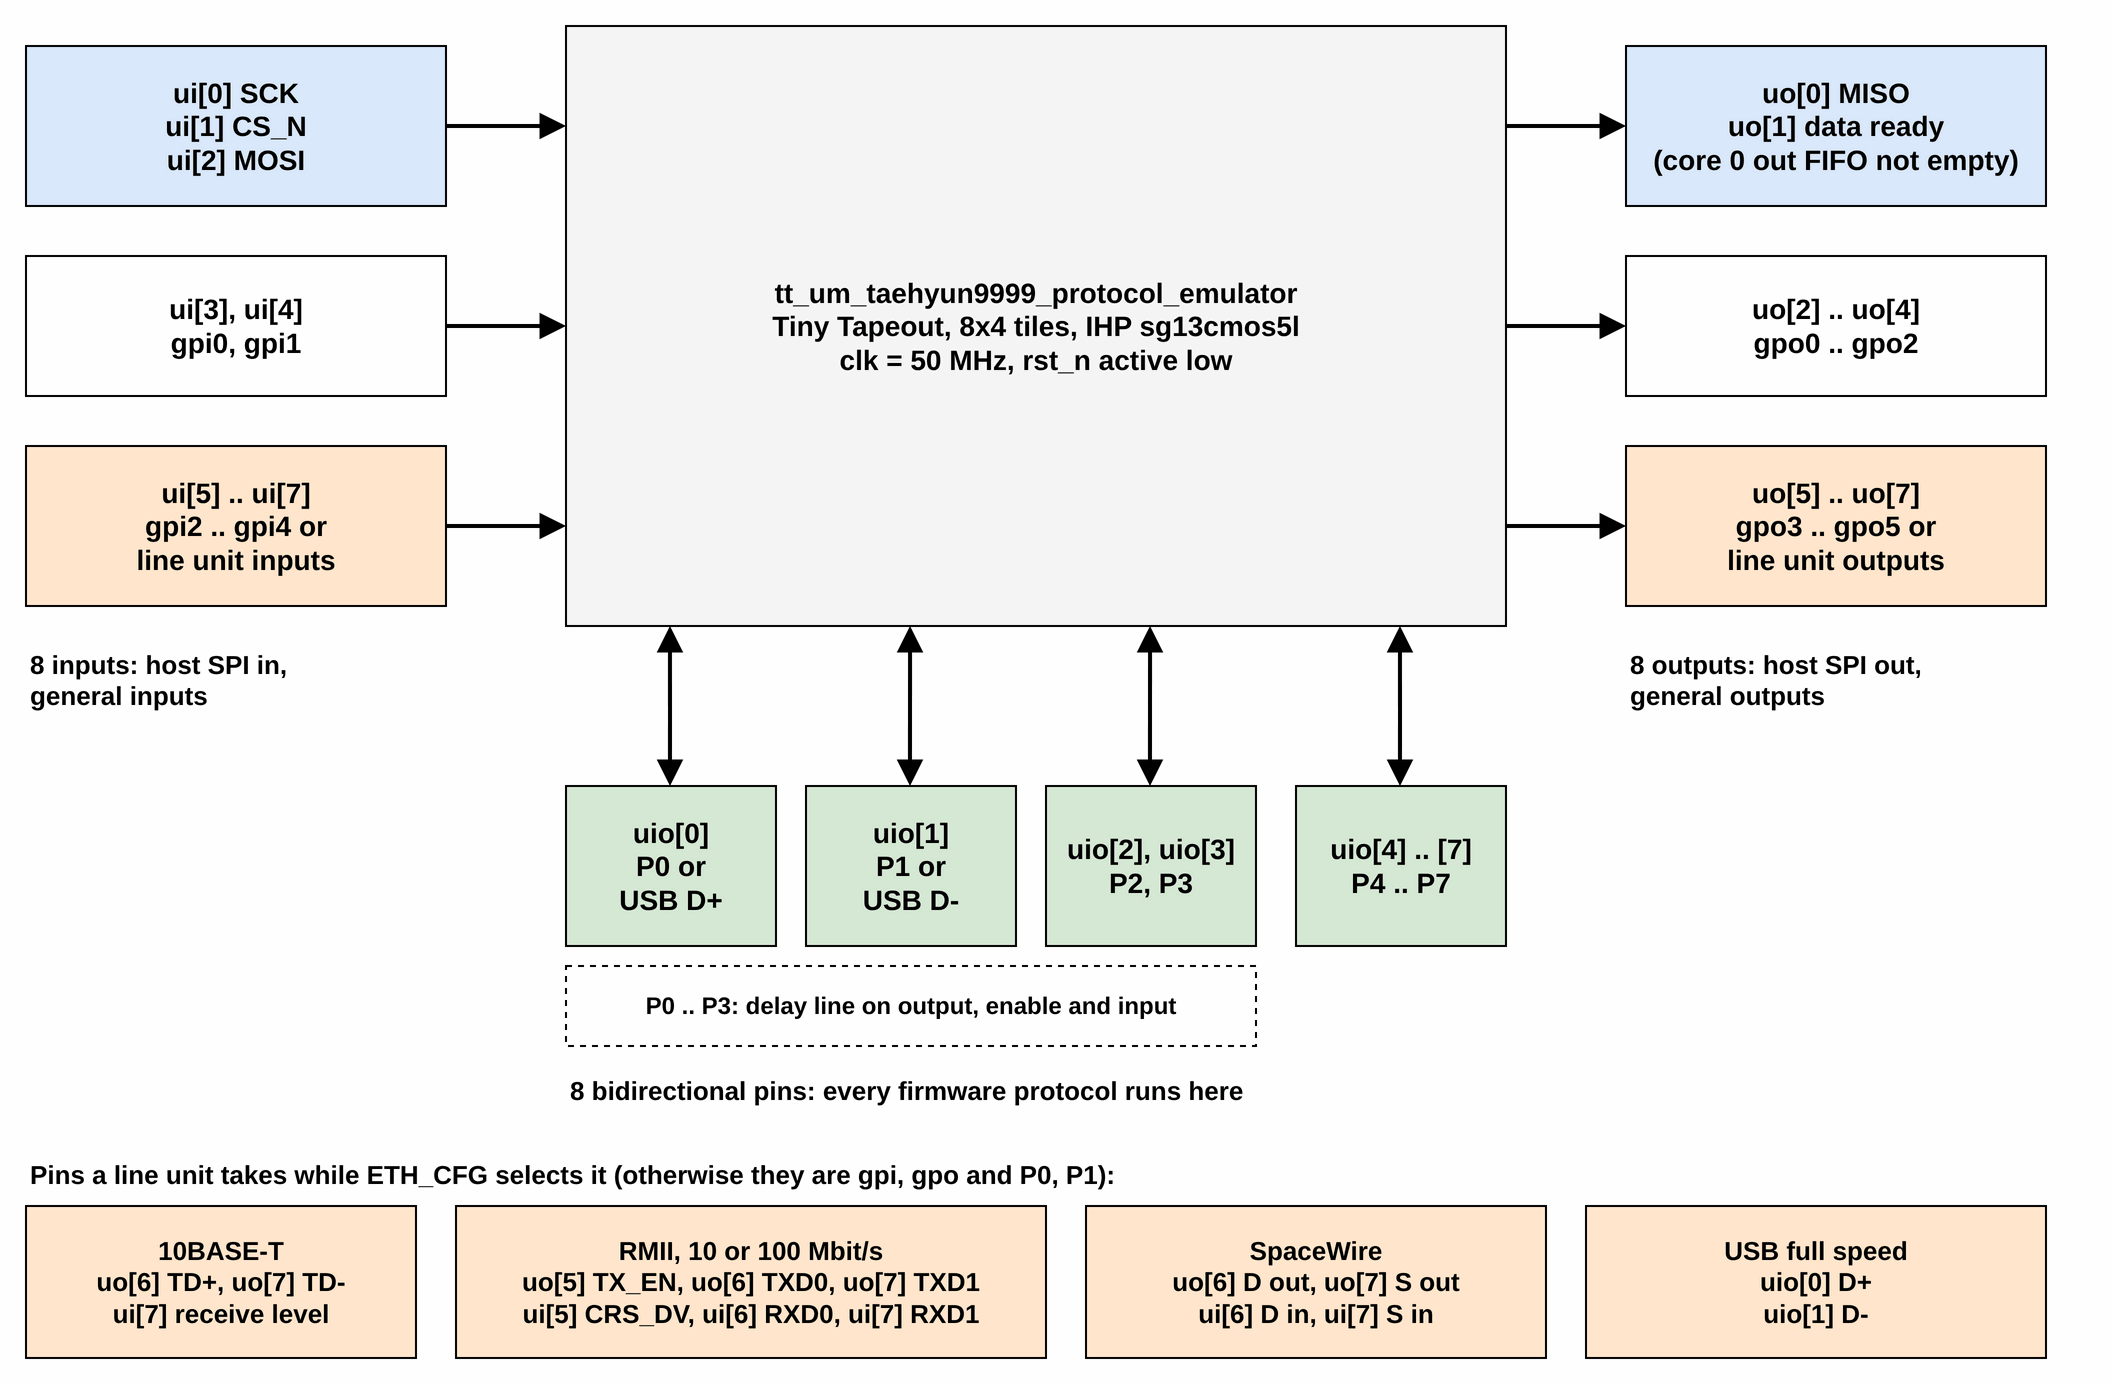 ui[0] SCK
ui[1] CS_N
ui[2] MOSI
ui[3], ui[4]
gpi0, gpi1
ui[5] .. ui[7]
gpi2 .. gpi4 or
line unit inputs
8 inputs: host SPI in,
general inputs
tt_um_taehyun9999_protocol_emulator
Tiny Tapeout, 8x4 tiles, IHP sg13cmos5l
clk = 50 MHz, rst_n active low
uo[0] MISO
uo[1] data ready
(core 0 out FIFO not empty)
uo[2] .. uo[4]
gpo0 .. gpo2
uo[5] .. uo[7]
gpo3 .. gpo5 or
line unit outputs
8 outputs: host SPI out,
general outputs
uio[0]
P0 or
USB D+
uio[1]
P1 or
USB D-
uio[2], uio[3]
P2, P3
uio[4] .. [7]
P4 .. P7
P0 .. P3: delay line on output, enable and input
8 bidirectional pins: every firmware protocol runs here
Pins a line unit takes while ETH_CFG selects it (otherwise they are gpi, gpo and P0, P1):
10BASE-T
uo[6] TD+, uo[7] TD-
ui[7] receive level
RMII, 10 or 100 Mbit/s
uo[5] TX_EN, uo[6] TXD0, uo[7] TXD1
ui[5] CRS_DV, ui[6] RXD0, ui[7] RXD1
SpaceWire
uo[6] D out, uo[7] S out
ui[6] D in, ui[7] S in
USB full speed
uio[0] D+
uio[1] D-